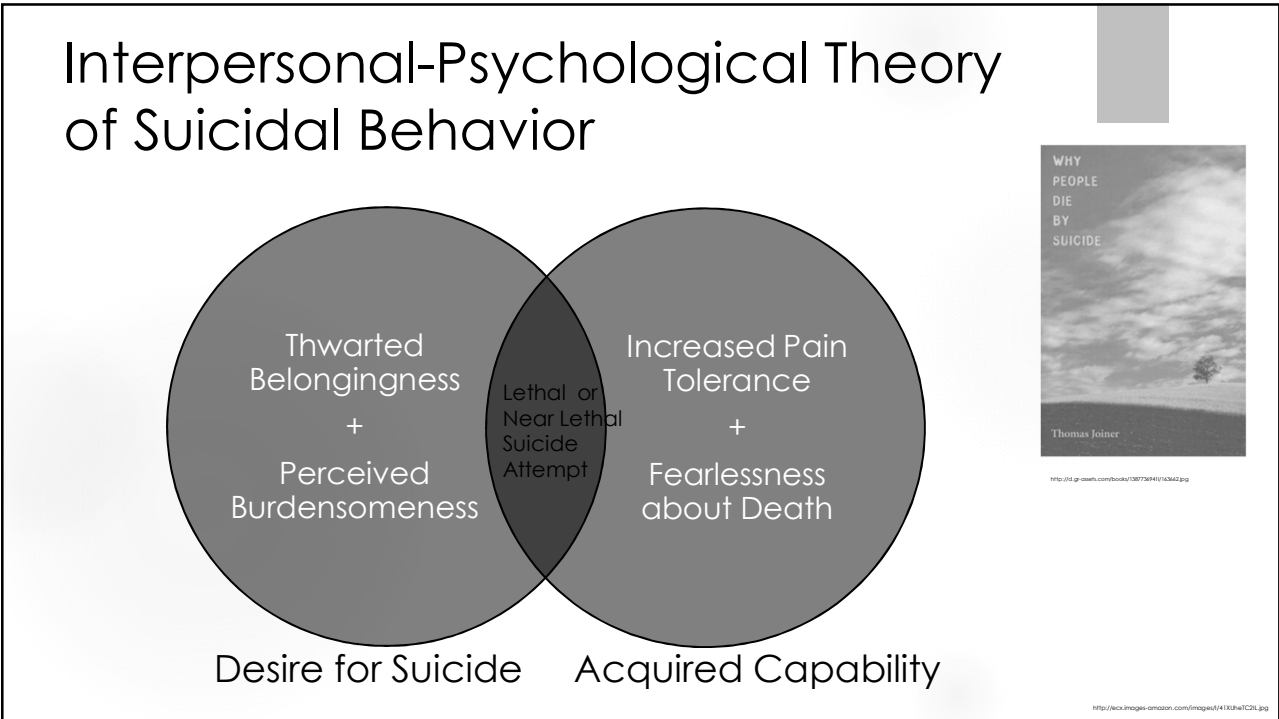 Interpersonal-Psychological Theory
of Suicidal Behavior
WHY
PEOPLE
DIE
BY
SUICIDE
Thomas Joiner
Thwarted
Belongingness
+
Perceived
Burdensomeness
Lethal or
Near Lethal
Suicide
Attempt
Increased Pain
Tolerance
+
Fearlessness
about Death
Desire for Suicide
Acquired Capability